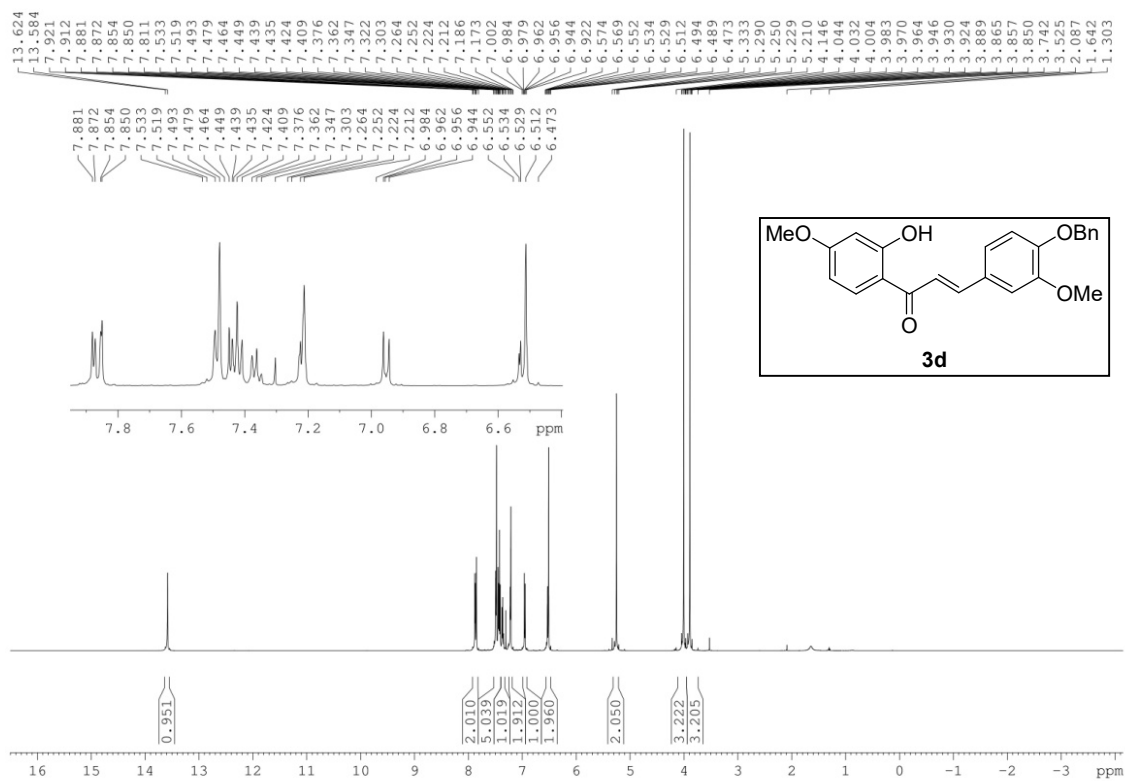 13.624 13.584 7.921 7.912 7.881 7.872 7.854 7.850 7.811 7.533 7.519 7.493 7.479 7.464 7.449 7.439 7.435 7.424 7.409 7.376 7.362 7.347 7.322 7.303 7.264 7.252 7.224 7.212 7.186 7.173 7.002 6.984 6.979 6.962 6.956 6.944 6.922 6.574 6.569 6.552 6.534 6.529 6.512 6.494 6.489 6.473 5.333 5.290 5.250 5.229 5.210 4.146 4.044 4.032 4.004 3.983 3.970 3.964 3.946 3.930 3.924 3.889 3.865 3.857 3.850 3.742 3.525 2.087 1.642 1.303
7.881 7.872 7.854 7.850 7.533 7.519 7.493 7.479 7.464 7.449 7.439 7.435 7.424 7.409 7.376 7.362 7.347 7.303 7.264 7.252 7.224 7.212 6.984 6.962 6.956 6.944 6.552 6.534 6.529 6.512 6.473
MeO OH OBn
OMe
O
3d
7.8 7.6 7.4 7.2 7.0 6.8 6.6 ppm
0.951 2.010 5.039 1.019 1.912 1.000 1.960 2.050 3.222 3.205
16 15 14 13 12 11 10 9 8 7 6 5 4 3 2 1 0 -1 -2 -3 ppm